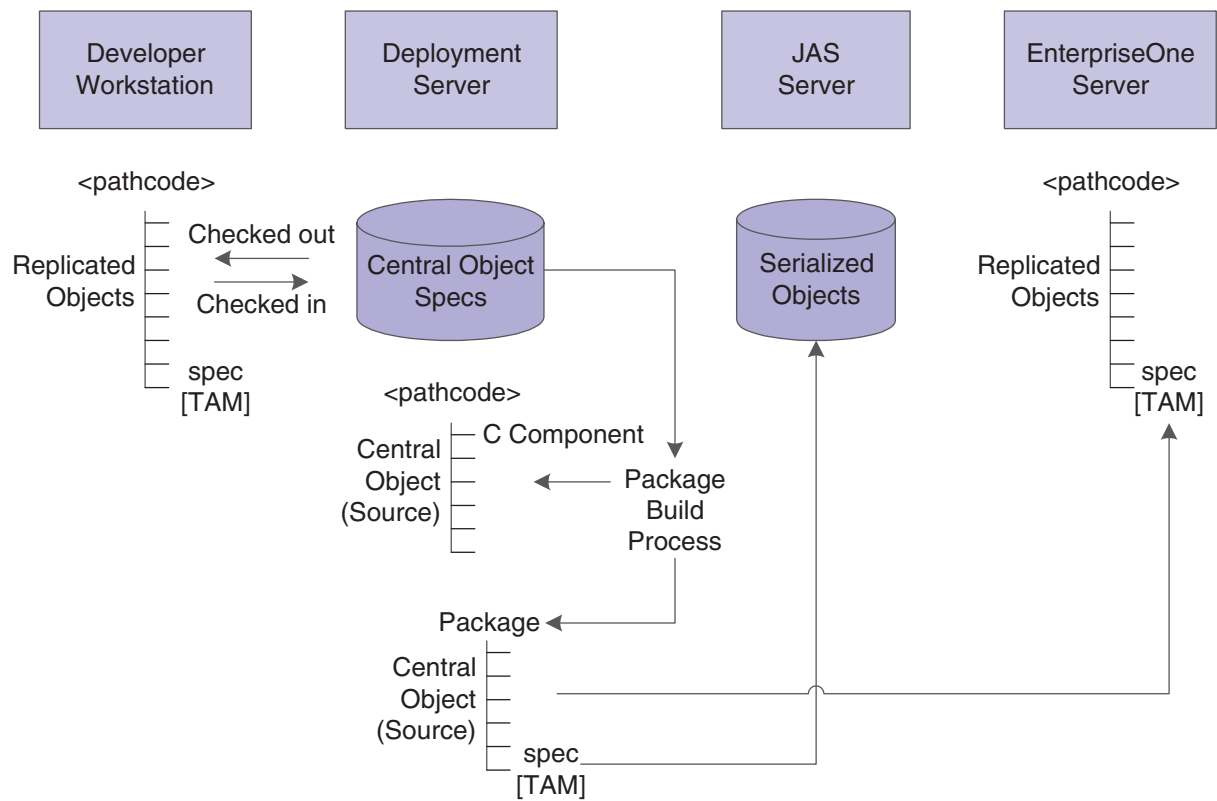 Developer
Workstation
Deployment
Server
JAS
Server
EnterpriseOne
Server
<pathcode>
Replicated
Objects
spec
[TAM]
Checked out
Checked in
Central Object
Specs
Serialized
Objects
<pathcode>
Replicated
Objects
spec
[TAM]
<pathcode>
C Component
Central
Object
(Source)
Package
Build
Process
Package
Central
Object
(Source)
spec
[TAM]